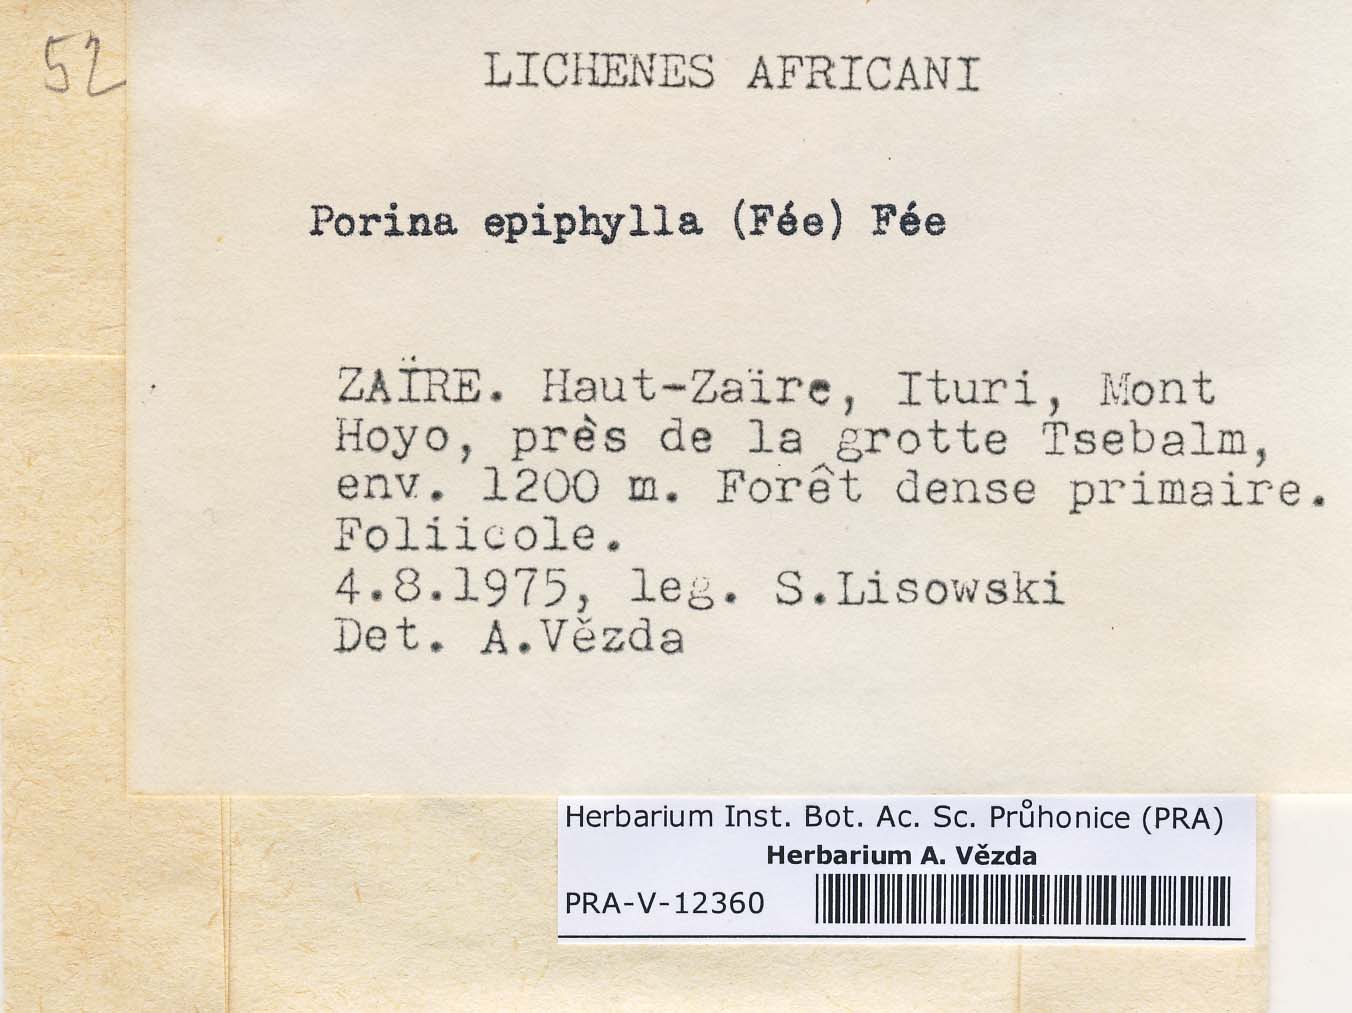 52
LICHENES AFRICANI
Porina epiphylla (Fée) Fée
ZAÏRE. Haut-Zaïre, Ituri, Mont
Hoyo, près de la grotte Tsebalm,
env. 1200 m. Forêt dense primaire.
Foliicole.
4.8.1975, leg. S.Lisowski
Det. A.Vězda
Herbarium Inst. Bot. Ac. Sc. Průhonice (PRA)
Herbarium A. Vězda
PRA-V-12360